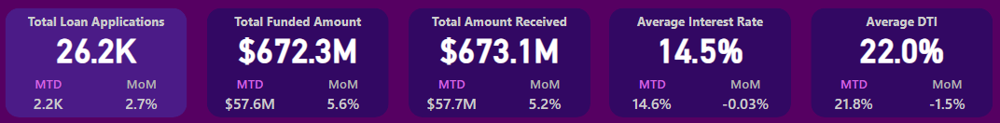 Total Loan Applications
26.2K
MTD MoM
2.2K 2.7%
Total Funded Amount
$672.3M
MTD MoM
$57.6M 5.6%
Total Amount Received
$673.1M
MTD MoM
$57.7M 5.2%
Average Interest Rate
14.5%
MTD MoM
14.6% -0.03%
Average DTI
22.0%
MTD MoM
21.8% -1.5%